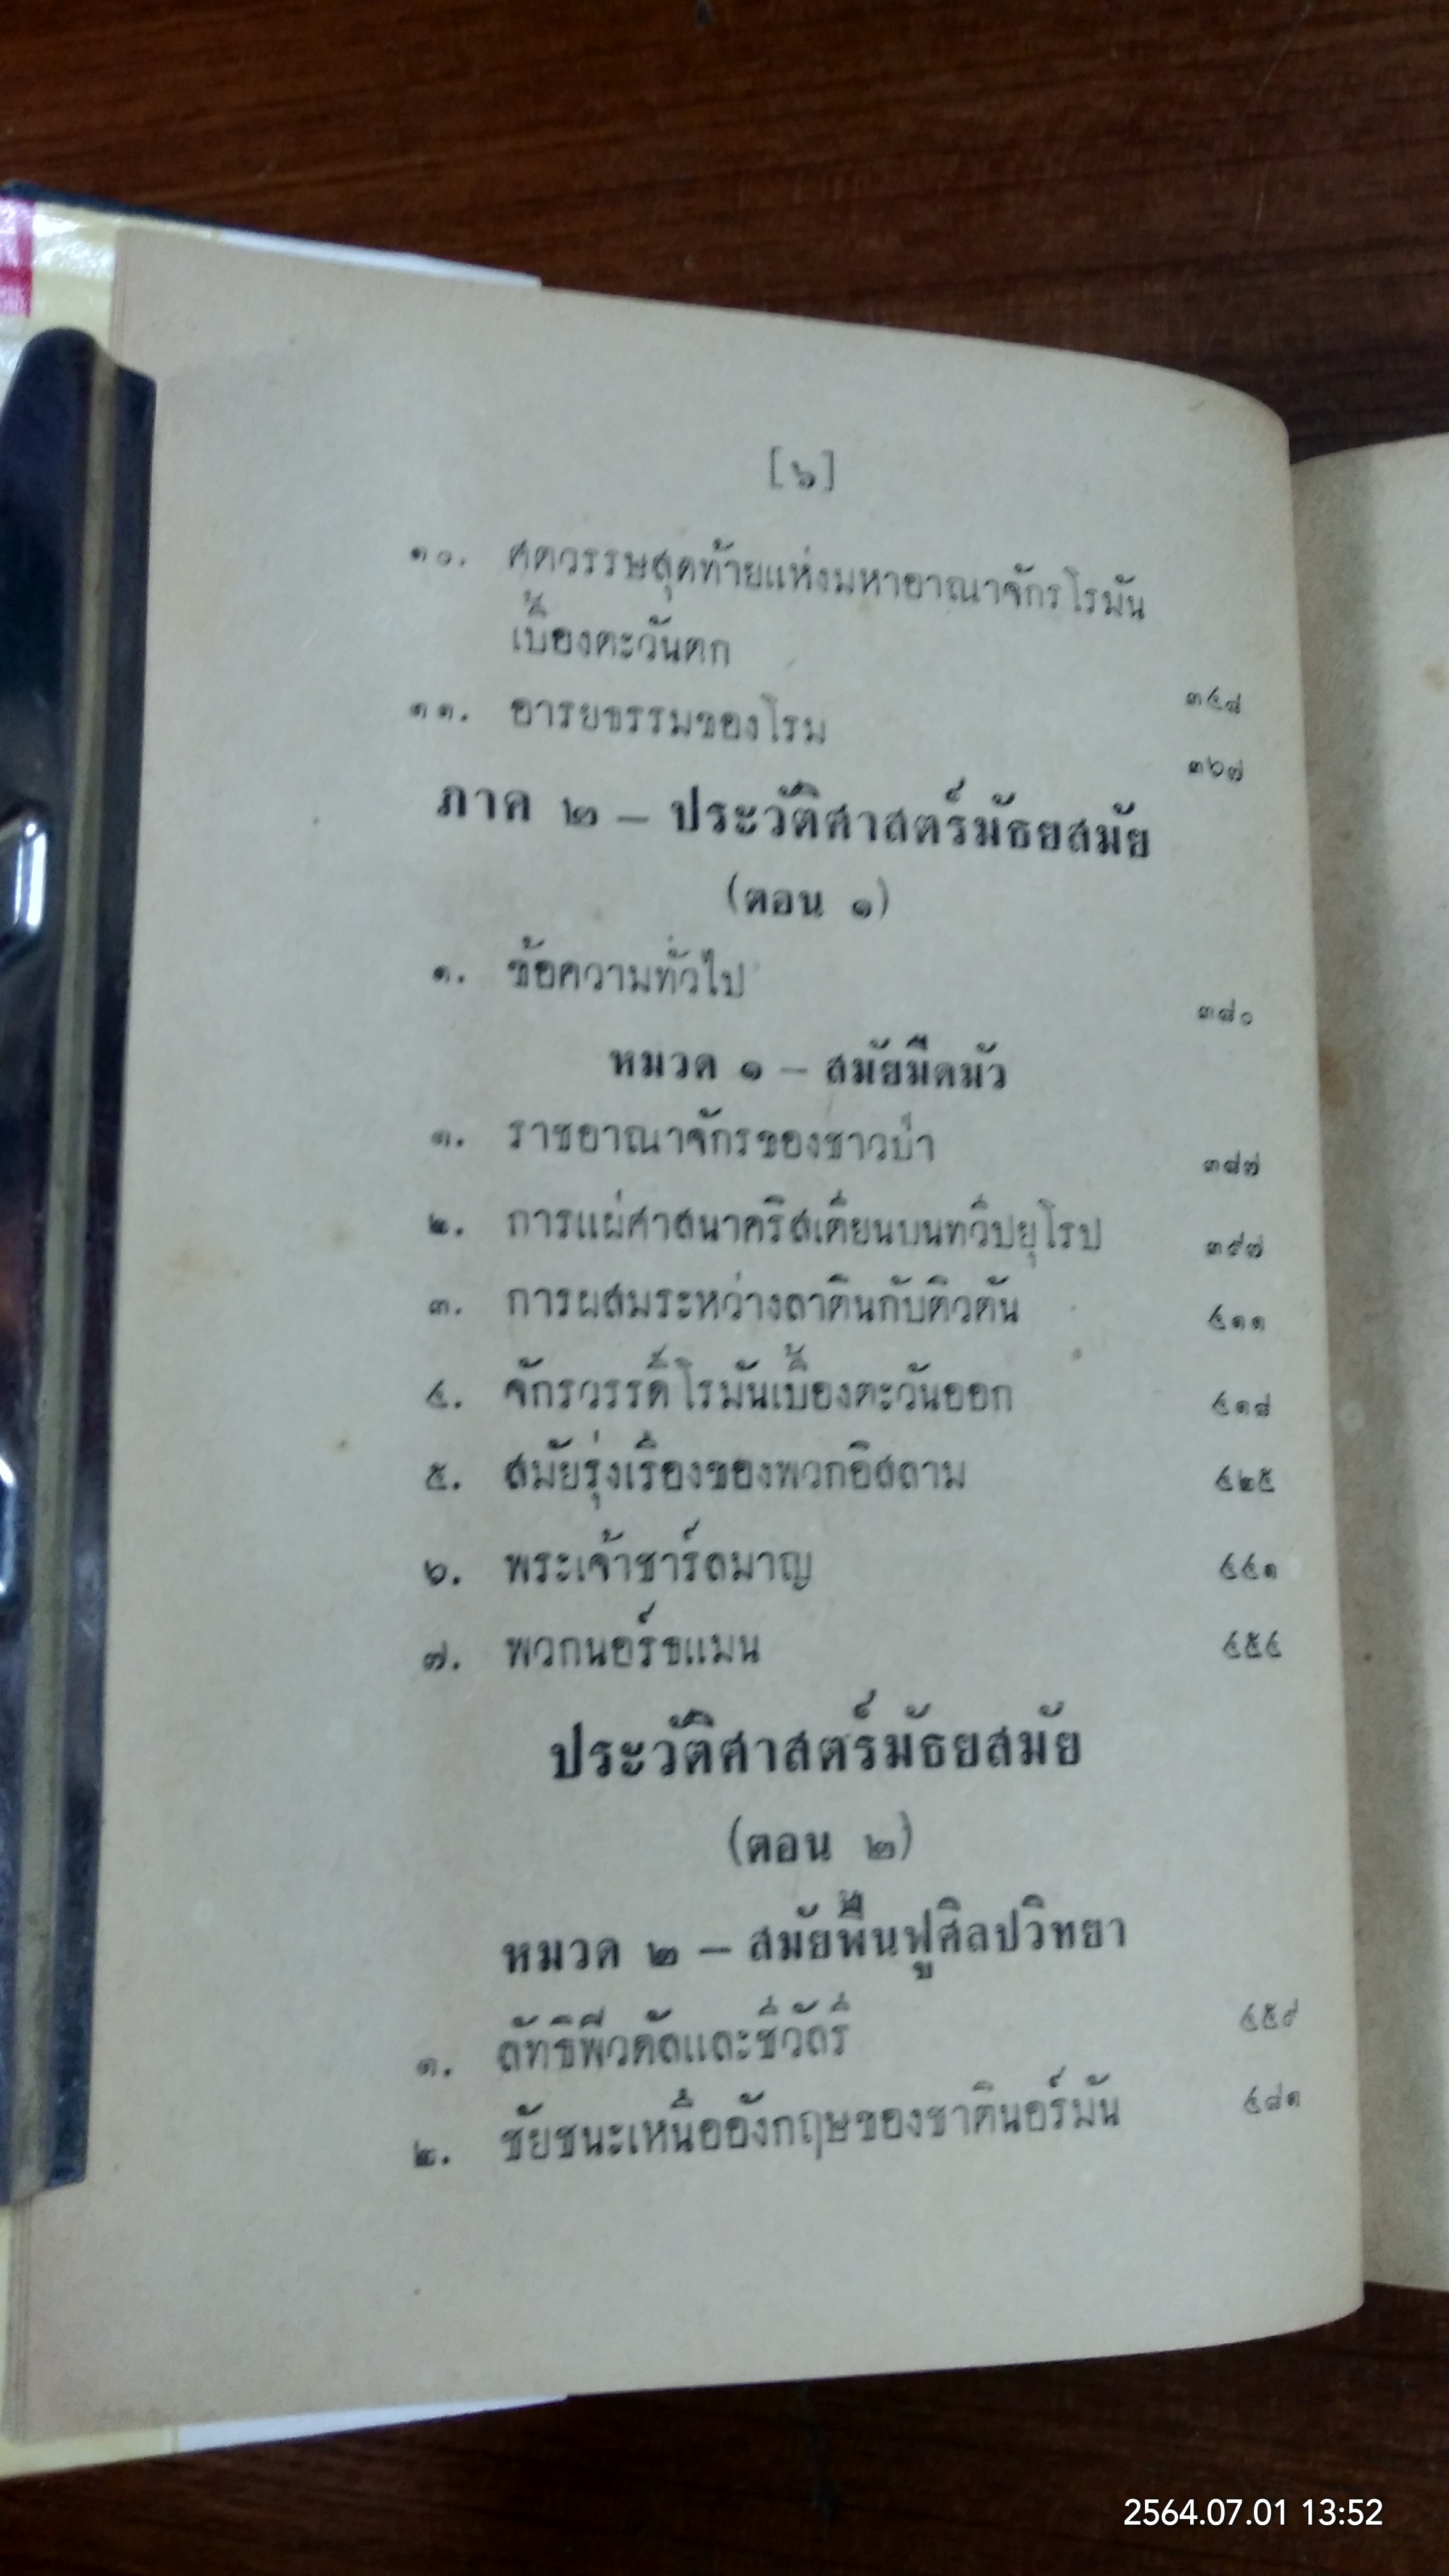 [๖]
๑๐. ศตวรรษสุดท้ายแห่งมหาอาณาจักรโรมัน
เบื้องตะวันตก ๓๔๘
๑๑. อารยธรรมของโรม ๓๖๗
ภาค ๒ – ประวัติศาสตร์มัธยสมัย
(ตอน ๑)
๑. ข้อความทั่วไป ๓๘๐
หมวด ๑ – สมัยมืดมัว
๑. ราชอาณาจักรของชาวป่า ๓๘๗
๒. การแผ่ศาสนาคริสเตียนบนทวีปยุโรป ๓๙๗
๓. การผสมระหว่างลาตินกับติวตัน ๔๑๑
๔. จักรวรรดิ์โรมันเบื้องตะวันออก ๔๑๘
๕. สมัยรุ่งเรืองของพวกอิสลาม ๔๒๕
๖. พระเจ้าชาร์ลมาญ ๔๔๑
๗. พวกนอร์ธแมน ๔๕๔
ประวัติศาสตร์มัธยสมัย
(ตอน ๒)
หมวด ๒ – สมัยฟื้นฟูศิลปวิทยา
๑. ลัทธิฟิวดัลและชิ่วัลรี่ ๔๕๙
๒. ชัยชนะเหนืออังกฤษของชาตินอร์มัน ๔๘๑
2564.07.01 13:52